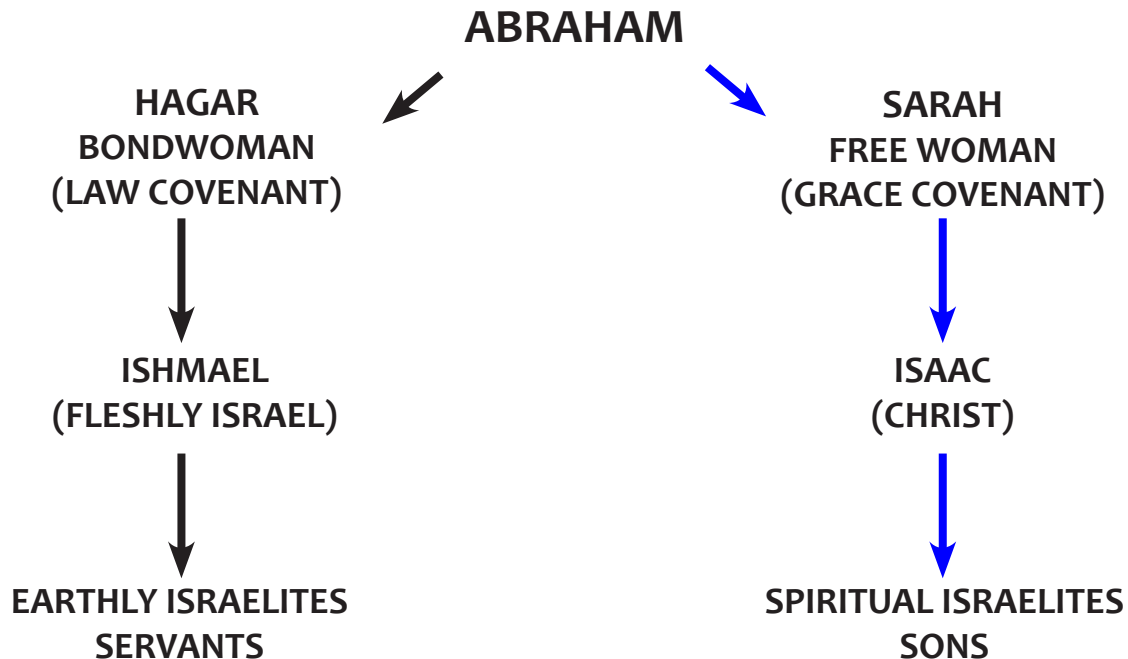 ABRAHAM
HAGAR
BONDWOMAN
(LAW COVENANT)
SARAH
FREE WOMAN
(GRACE COVENANT)
ISHMAEL
(FLESHLY ISRAEL)
ISAAC
(CHRIST)
EARTHLY ISRAELITES
SERVANTS
SPIRITUAL ISRAELITES
SONS